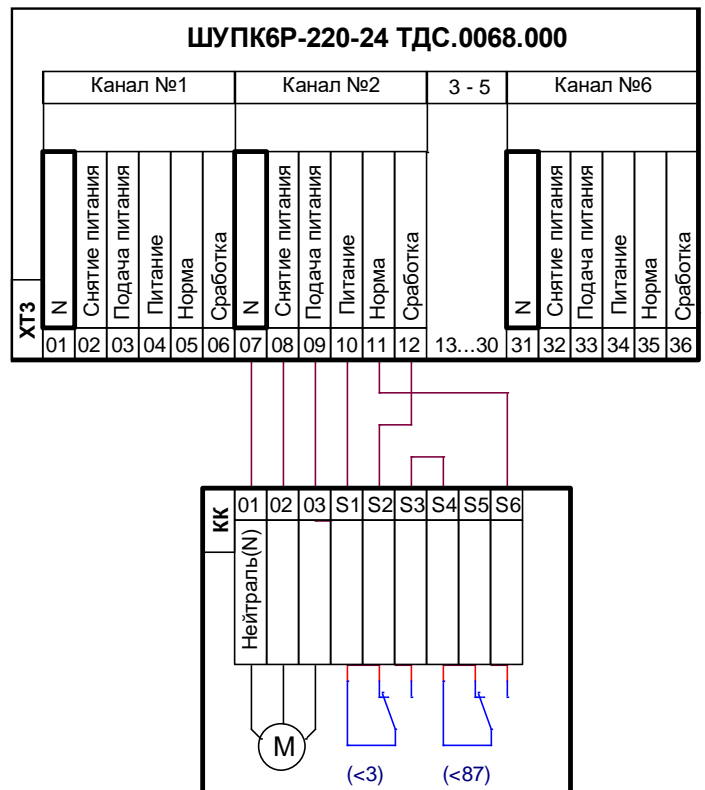 ШУПК6Р-220-24 ТДС.0068.000
Канал №1 Канал №2 3 - 5 Канал №6
N Снятие питания Подача питания Питание Норма Сработка N Снятие питания Подача питания Питание Норма Сработка N Снятие питания Подача питания Питание Норма Сработка
XT3 01 02 03 04 05 06 07 08 09 10 11 12 13...30 31 32 33 34 35 36
КК 01 02 03 S1 S2 S3 S4 S5 S6
Нейтраль(N)
М
(<3) (<87)